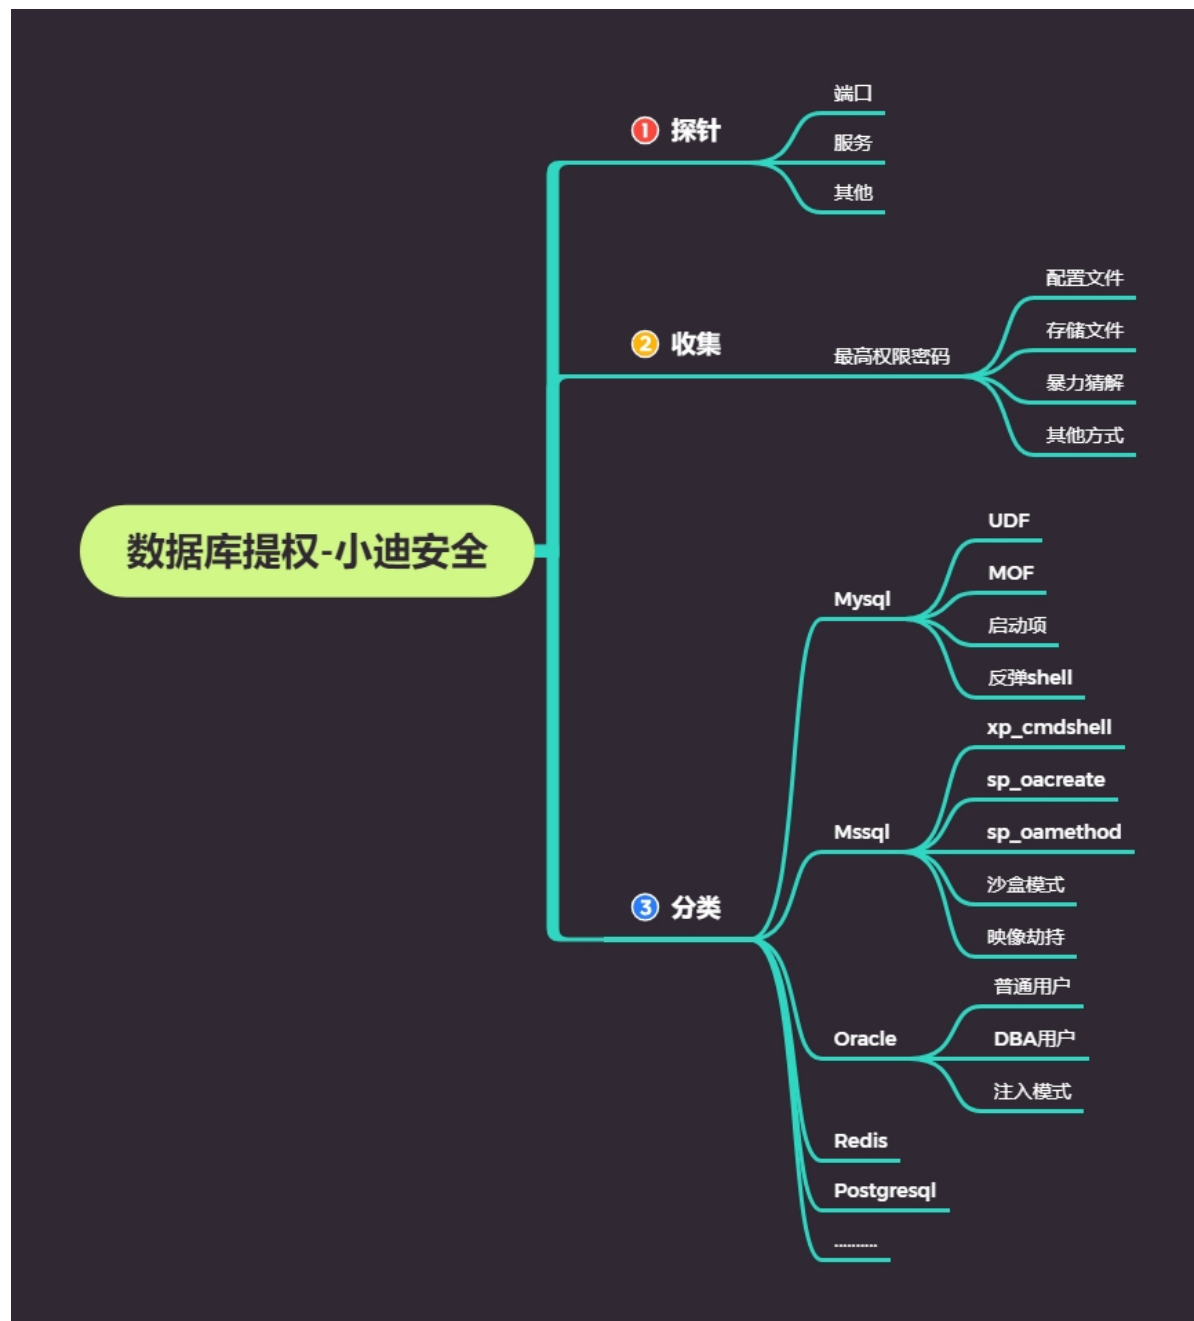 数据库提权-小迪安全
1 探针
端口
服务
其他
2 收集
最高权限密码
配置文件
存储文件
暴力猜解
其他方式
3 分类
Mysql
UDF
MOF
启动项
反弹shell
Mssql
xp_cmdshell
sp_oacreate
sp_oamethod
沙盒模式
映像劫持
Oracle
普通用户
DBA用户
注入模式
Redis
Postgresql
..........